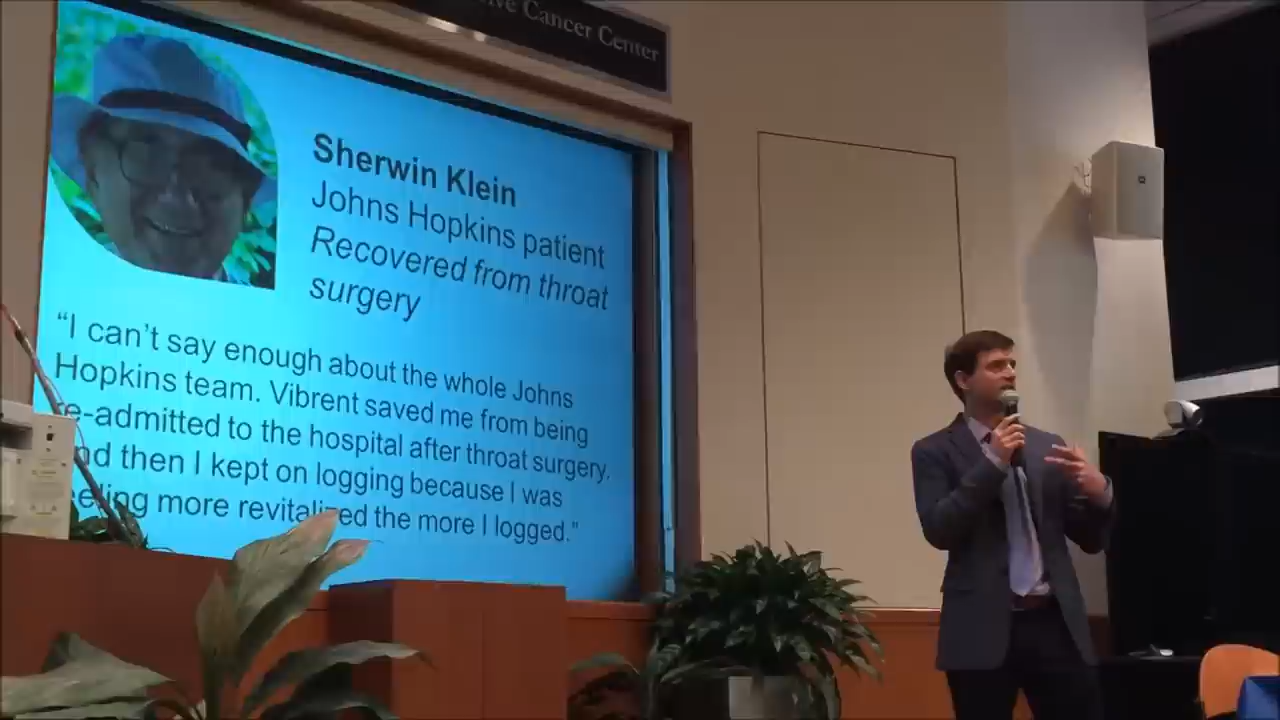 ive Cancer Center
Sherwin Klein
Johns Hopkins patient
Recovered from throat
surgery
“I can’t say enough about the whole Johns
Hopkins team. Vibrent saved me from being
e-admitted to the hospital after throat surgery.
nd then I kept on logging because I was
eeling more revitalized the more I logged.”